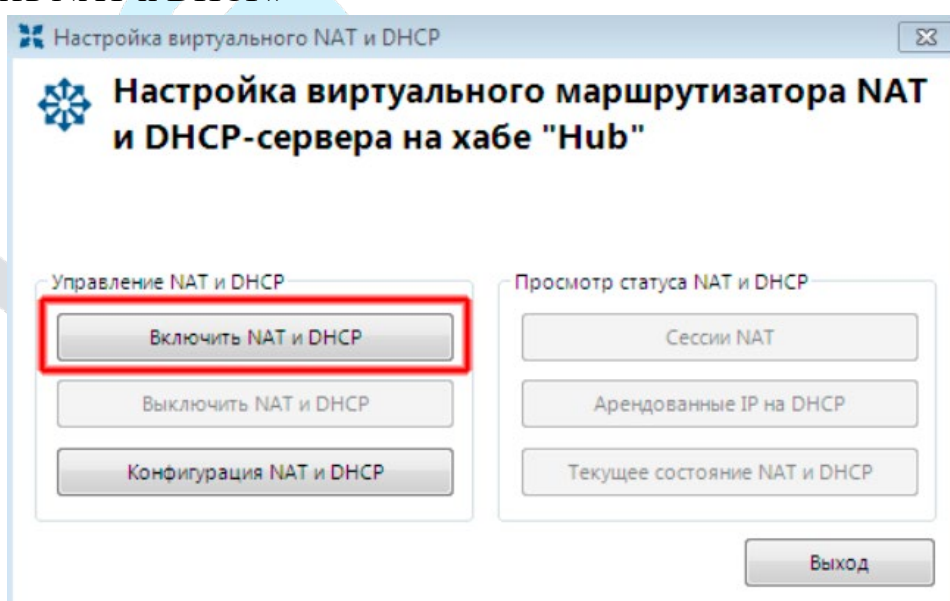 Настройка виртуального NAT и DHCP
Настройка виртуального маршрутизатора NAT
и DHCP-сервера на хабе "Hub"
Управление NAT и DHCP
Включить NAT и DHCP
Выключить NAT и DHCP
Конфигурация NAT и DHCP
Просмотр статуса NAT и DHCP
Сессии NAT
Арендованные IP на DHCP
Текущее состояние NAT и DHCP
Выход